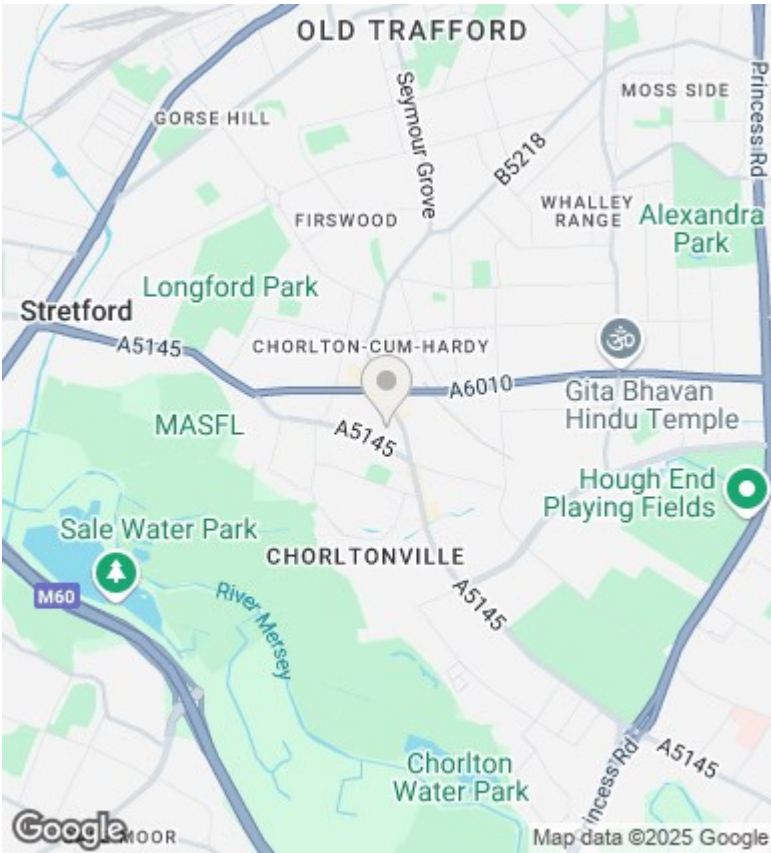 OLD TRAFFORD
MOSS SIDE
Princess Rd
GORSE HILL
Seymour Grove
B5218
WHALLEY
RANGE
FIRSWOOD
Alexandra
Park
Longford Park
Stretford
A5145
CHORLTON-CUM-HARDY
A6010
Gita Bhavan
Hindu Temple
MASFL
A5145
Hough End
Playing Fields
Sale Water Park
CHORLTONVILLE
M60
River Mersey
A5145
Chorlton
Water Park
Princess Rd
A5145
Google
MOOR
Map data ©2025 Google